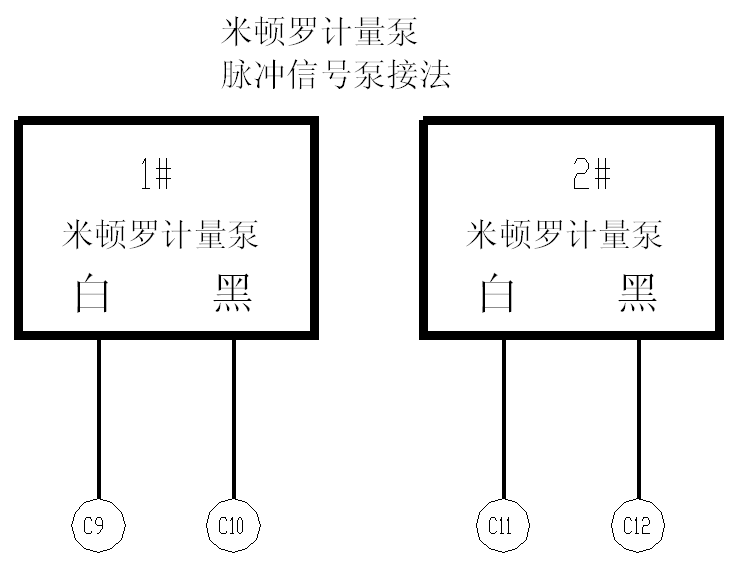 米顿罗计量泵
脉冲信号泵接法
1#
米顿罗计量泵
白 黑
C9 C10
2#
米顿罗计量泵
白 黑
C11 C12